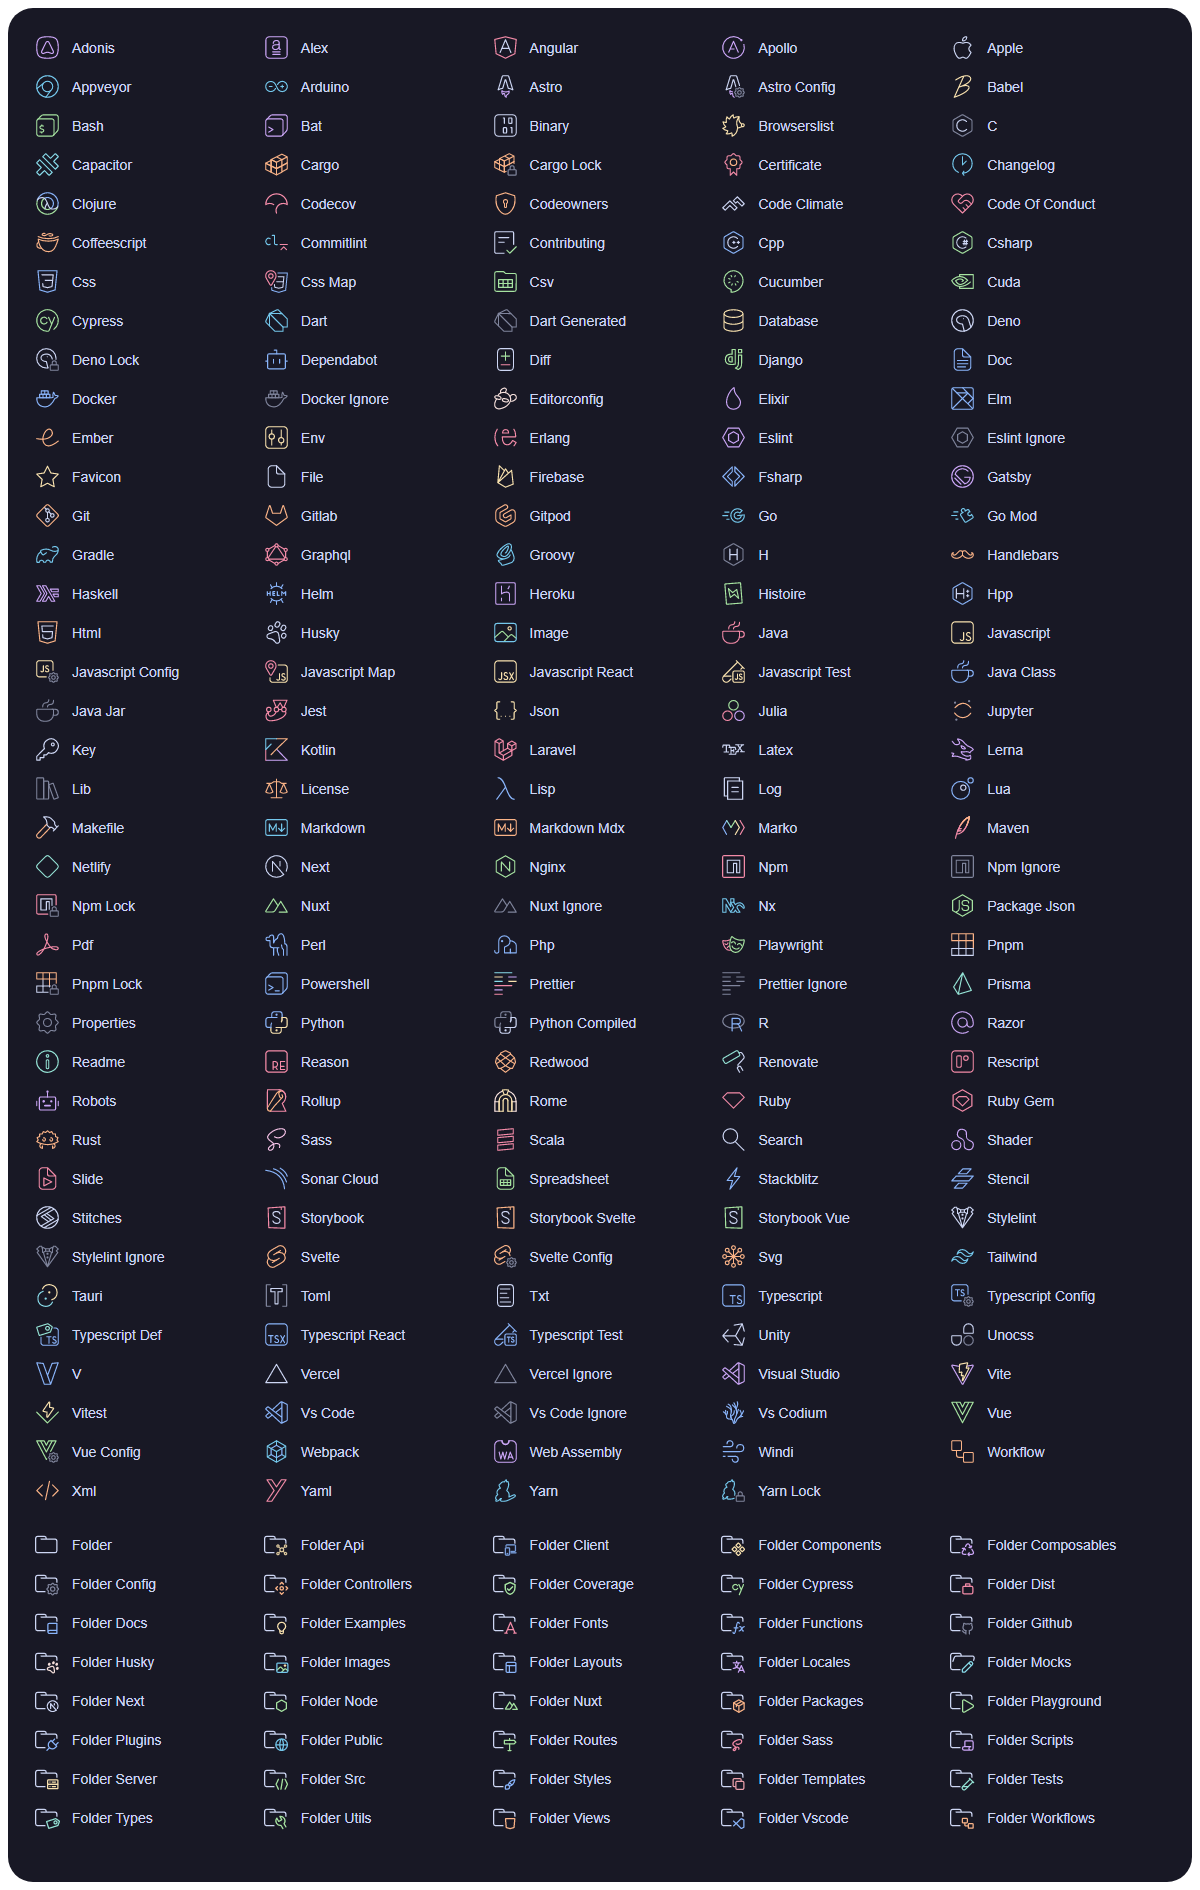 Adonis Alex Angular Apollo Apple
Appveyor Arduino Astro Astro Config Babel
Bash Bat Binary Browserslist C
Capacitor Cargo Cargo Lock Certificate Changelog
Clojure Codecov Codeowners Code Climate Code Of Conduct
Coffeescript Commitlint Contributing Cpp Csharp
Css Css Map Csv Cucumber Cuda
Cypress Dart Dart Generated Database Deno
Deno Lock Dependabot Diff Django Doc
Docker Docker Ignore Editorconfig Elixir Elm
Ember Env Erlang Eslint Eslint Ignore
Favicon File Firebase Fsharp Gatsby
Git Gitlab Gitpod Go Go Mod
Gradle Graphql Groovy H Handlebars
Haskell Helm Heroku Histoire Hpp
Html Husky Image Java Javascript
Javascript Config Javascript Map Javascript React Javascript Test Java Class
Java Jar Jest Json Julia Jupyter
Key Kotlin Laravel Latex Lerna
Lib License Lisp Log Lua
Makefile Markdown Markdown Mdx Marko Maven
Netlify Next Nginx Npm Npm Ignore
Npm Lock Nuxt Nuxt Ignore Nx Package Json
Pdf Perl Php Playwright Pnpm
Pnpm Lock Powershell Prettier Prettier Ignore Prisma
Properties Python Python Compiled R Razor
Readme Reason Redwood Renovate Rescript
Robots Rollup Rome Ruby Ruby Gem
Rust Sass Scala Search Shader
Slide Sonar Cloud Spreadsheet Stackblitz Stencil
Stitches Storybook Storybook Svelte Storybook Vue Stylelint
Stylelint Ignore Svelte Svelte Config Svg Tailwind
Tauri Toml Txt Typescript Typescript Config
Typescript Def Typescript React Typescript Test Unity Unocss
V Vercel Vercel Ignore Visual Studio Vite
Vitest Vs Code Vs Code Ignore Vs Codium Vue
Vue Config Webpack Web Assembly Windi Workflow
Xml Yaml Yarn Yarn Lock
Folder Folder Api Folder Client Folder Components Folder Composables
Folder Config Folder Controllers Folder Coverage Folder Cypress Folder Dist
Folder Docs Folder Examples Folder Fonts Folder Functions Folder Github
Folder Husky Folder Images Folder Layouts Folder Locales Folder Mocks
Folder Next Folder Node Folder Nuxt Folder Packages Folder Playground
Folder Plugins Folder Public Folder Routes Folder Sass Folder Scripts
Folder Server Folder Src Folder Styles Folder Templates Folder Tests
Folder Types Folder Utils Folder Views Folder Vscode Folder Workflows